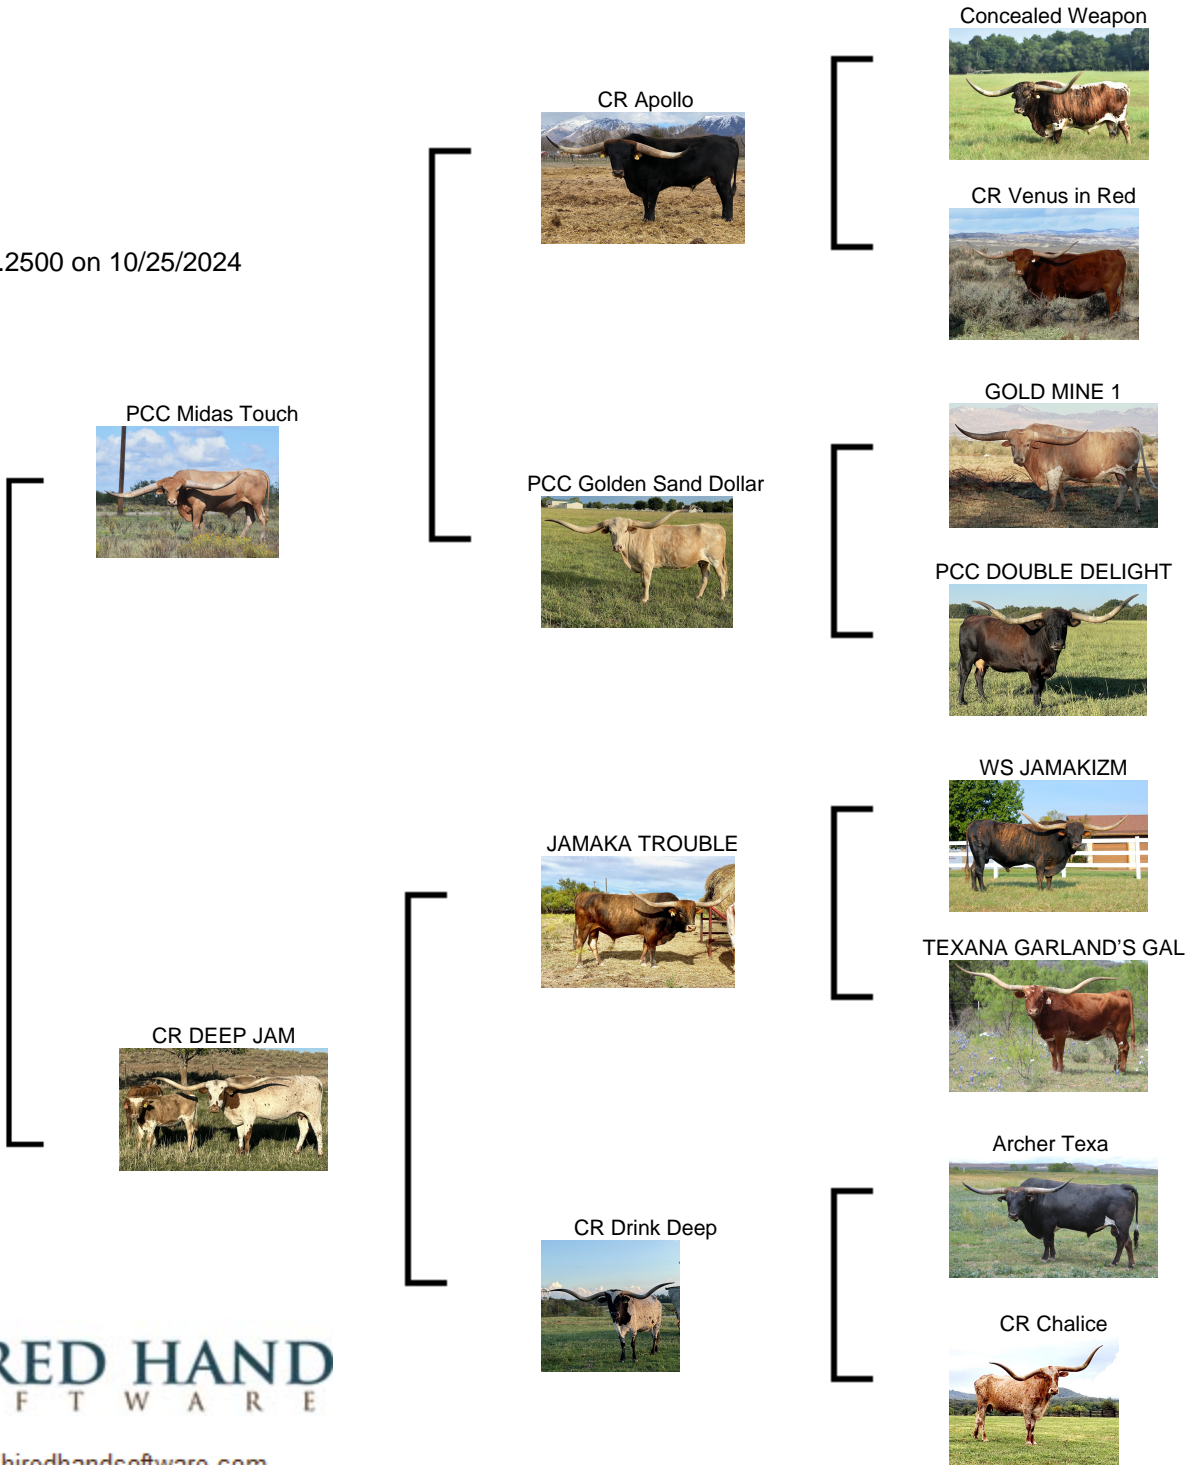 Concealed Weapon
CR Apollo
CR Venus in Red
.2500 on 10/25/2024
GOLD MINE 1
PCC Midas Touch
PCC Golden Sand Dollar
PCC DOUBLE DELIGHT
WS JAMAKIZM
JAMAKA TROUBLE
TEXANA GARLAND'S GAL
CR DEEP JAM
Archer Texa
CR Drink Deep
CR Chalice
RED HAND
F T W A R E
hiredhandsoftware.com